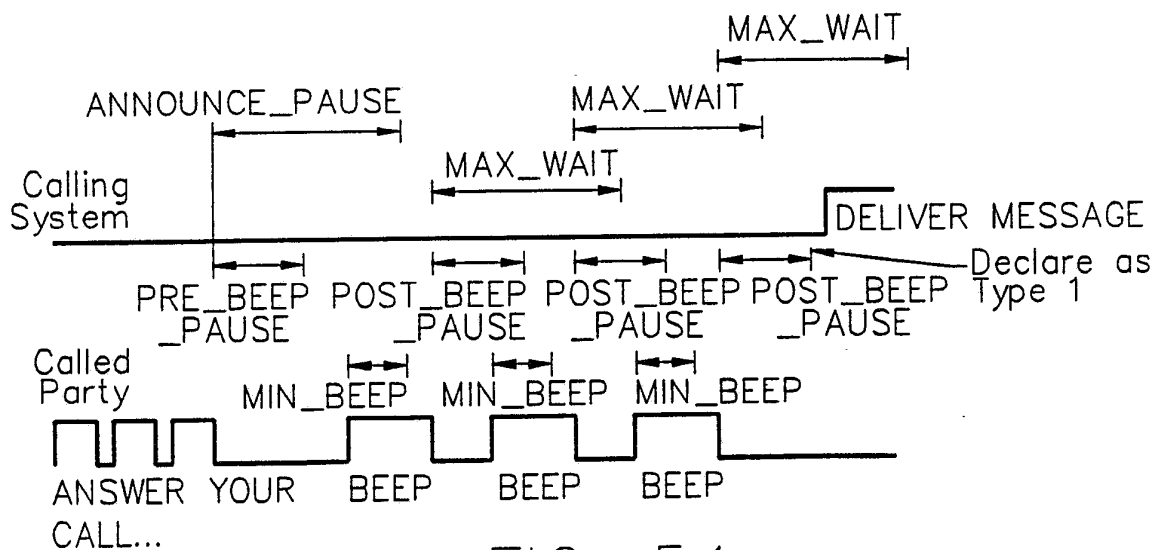 MAX_WAIT
ANNOUNCE_PAUSE
MAX_WAIT
MAX_WAIT
Calling
System
DELIVER MESSAGE
Declare as
Type 1
PRE_BEEP
_PAUSE
POST_BEEP
_PAUSE
POST_BEEP
_PAUSE
POST_BEEP
_PAUSE
Called
Party
MIN_BEEP
MIN_BEEP
MIN_BEEP
ANSWER YOUR
CALL...
BEEP
BEEP
BEEP